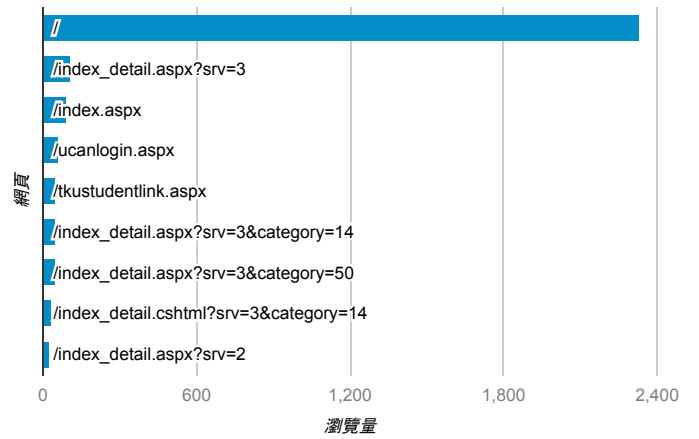 /
/index_detail.aspx?srv=3
/index.aspx
/ucanlogin.aspx
/tkustudentlink.aspx
/index_detail.aspx?srv=3&category=14
/index_detail.aspx?srv=3&category=50
/index_detail.cshtml?srv=3&category=14
/index_detail.aspx?srv=2
網頁
0 600 1,200 1,800 2,400
瀏覽量